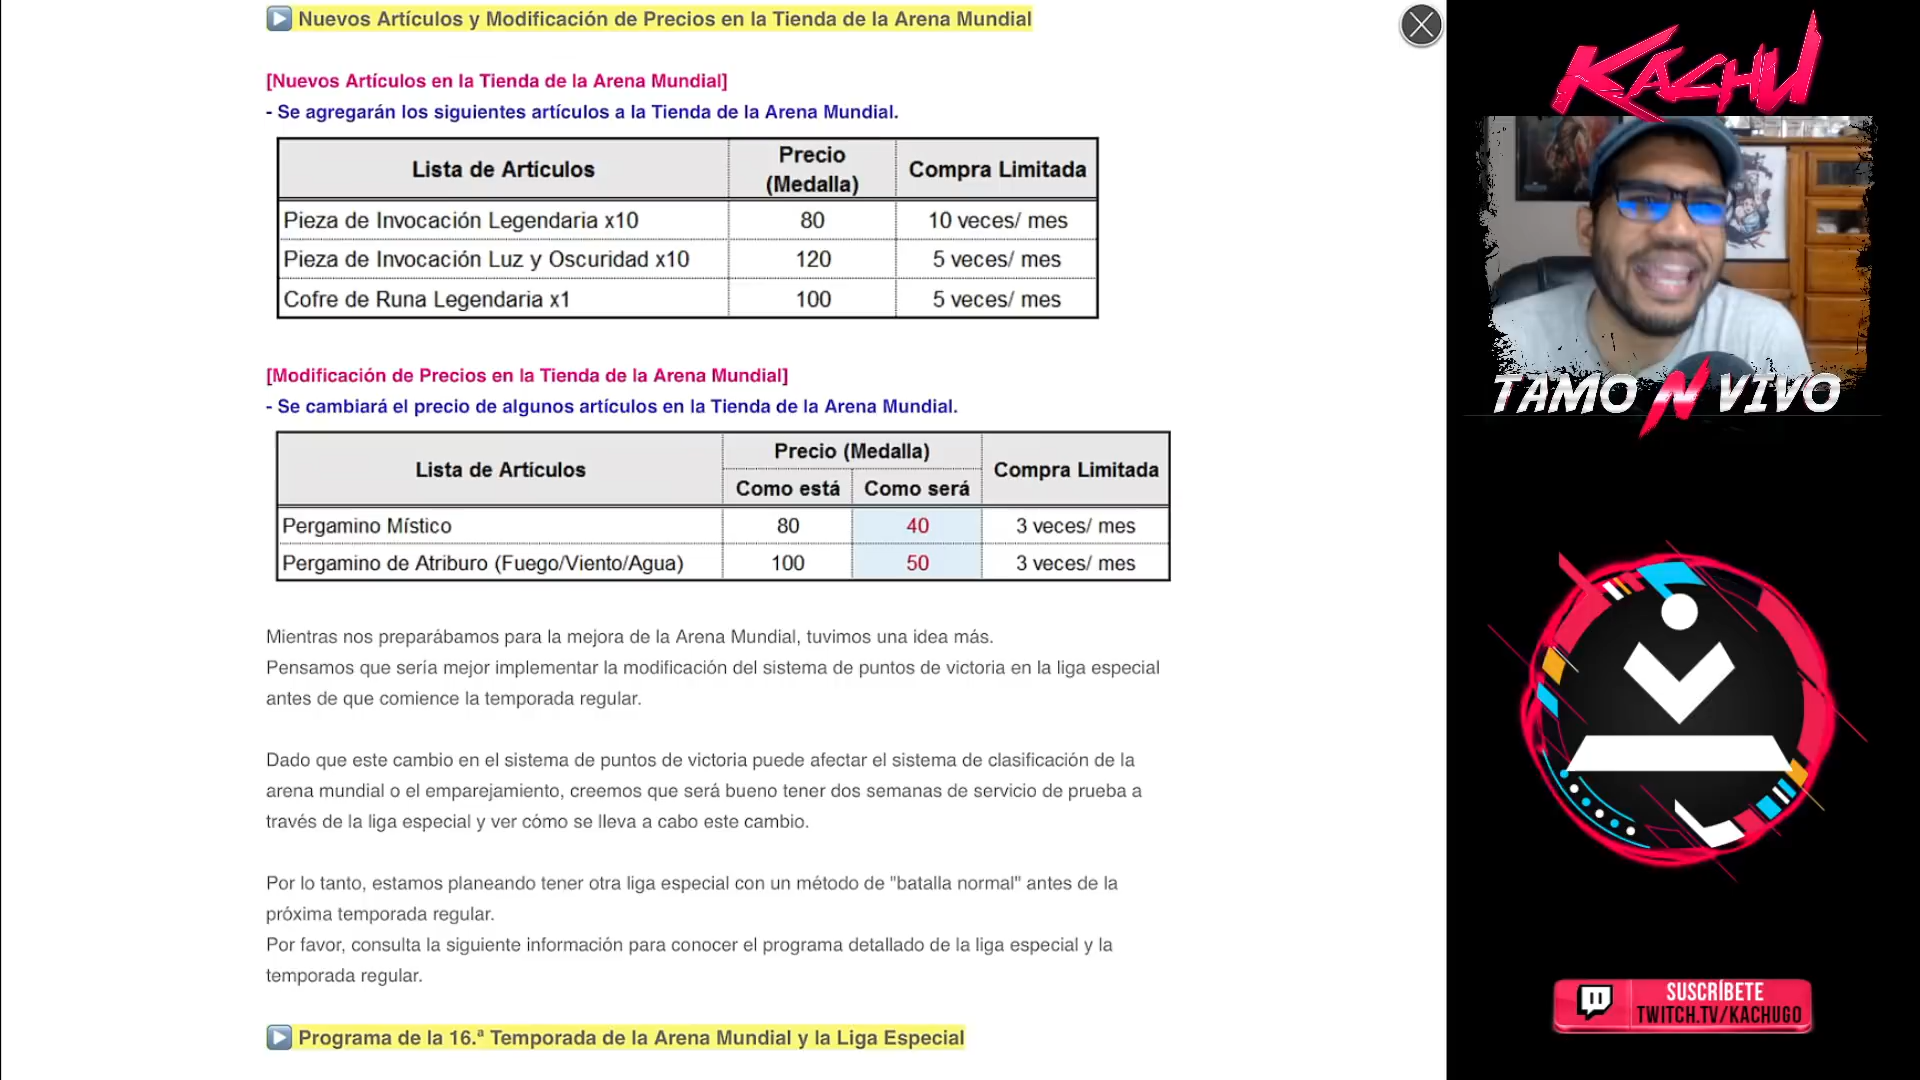 Nuevos Artículos y Modificación de Precios en la Tienda de la Arena Mundial
[Nuevos Artículos en la Tienda de la Arena Mundial]
- Se agregarán los siguientes artículos a la Tienda de la Arena Mundial.
Lista de Artículos Precio (Medalla) Compra Limitada
Pieza de Invocación Legendaria x10 80 10 veces/ mes
Pieza de Invocación Luz y Oscuridad x10 120 5 veces/ mes
Cofre de Runa Legendaria x1 100 5 veces/ mes
[Modificación de Precios en la Tienda de la Arena Mundial]
- Se cambiará el precio de algunos artículos en la Tienda de la Arena Mundial.
Lista de Artículos Precio (Medalla) Compra Limitada
Como está Como será
Pergamino Místico 80 40 3 veces/ mes
Pergamino de Atriburo (Fuego/Viento/Agua) 100 50 3 veces/ mes
Mientras nos preparábamos para la mejora de la Arena Mundial, tuvimos una idea más.
Pensamos que sería mejor implementar la modificación del sistema de puntos de victoria en la liga especial
antes de que comience la temporada regular.
Dado que este cambio en el sistema de puntos de victoria puede afectar el sistema de clasificación de la
arena mundial o el emparejamiento, creemos que será bueno tener dos semanas de servicio de prueba a
través de la liga especial y ver cómo se lleva a cabo este cambio.
Por lo tanto, estamos planeando tener otra liga especial con un método de "batalla normal" antes de la
próxima temporada regular.
Por favor, consulta la siguiente información para conocer el programa detallado de la liga especial y la
temporada regular.
Programa de la 16.ª Temporada de la Arena Mundial y la Liga Especial
KACHU
TAMO N VIVO
SUSCRÍBETE
TWITCH.TV/KACHUGO